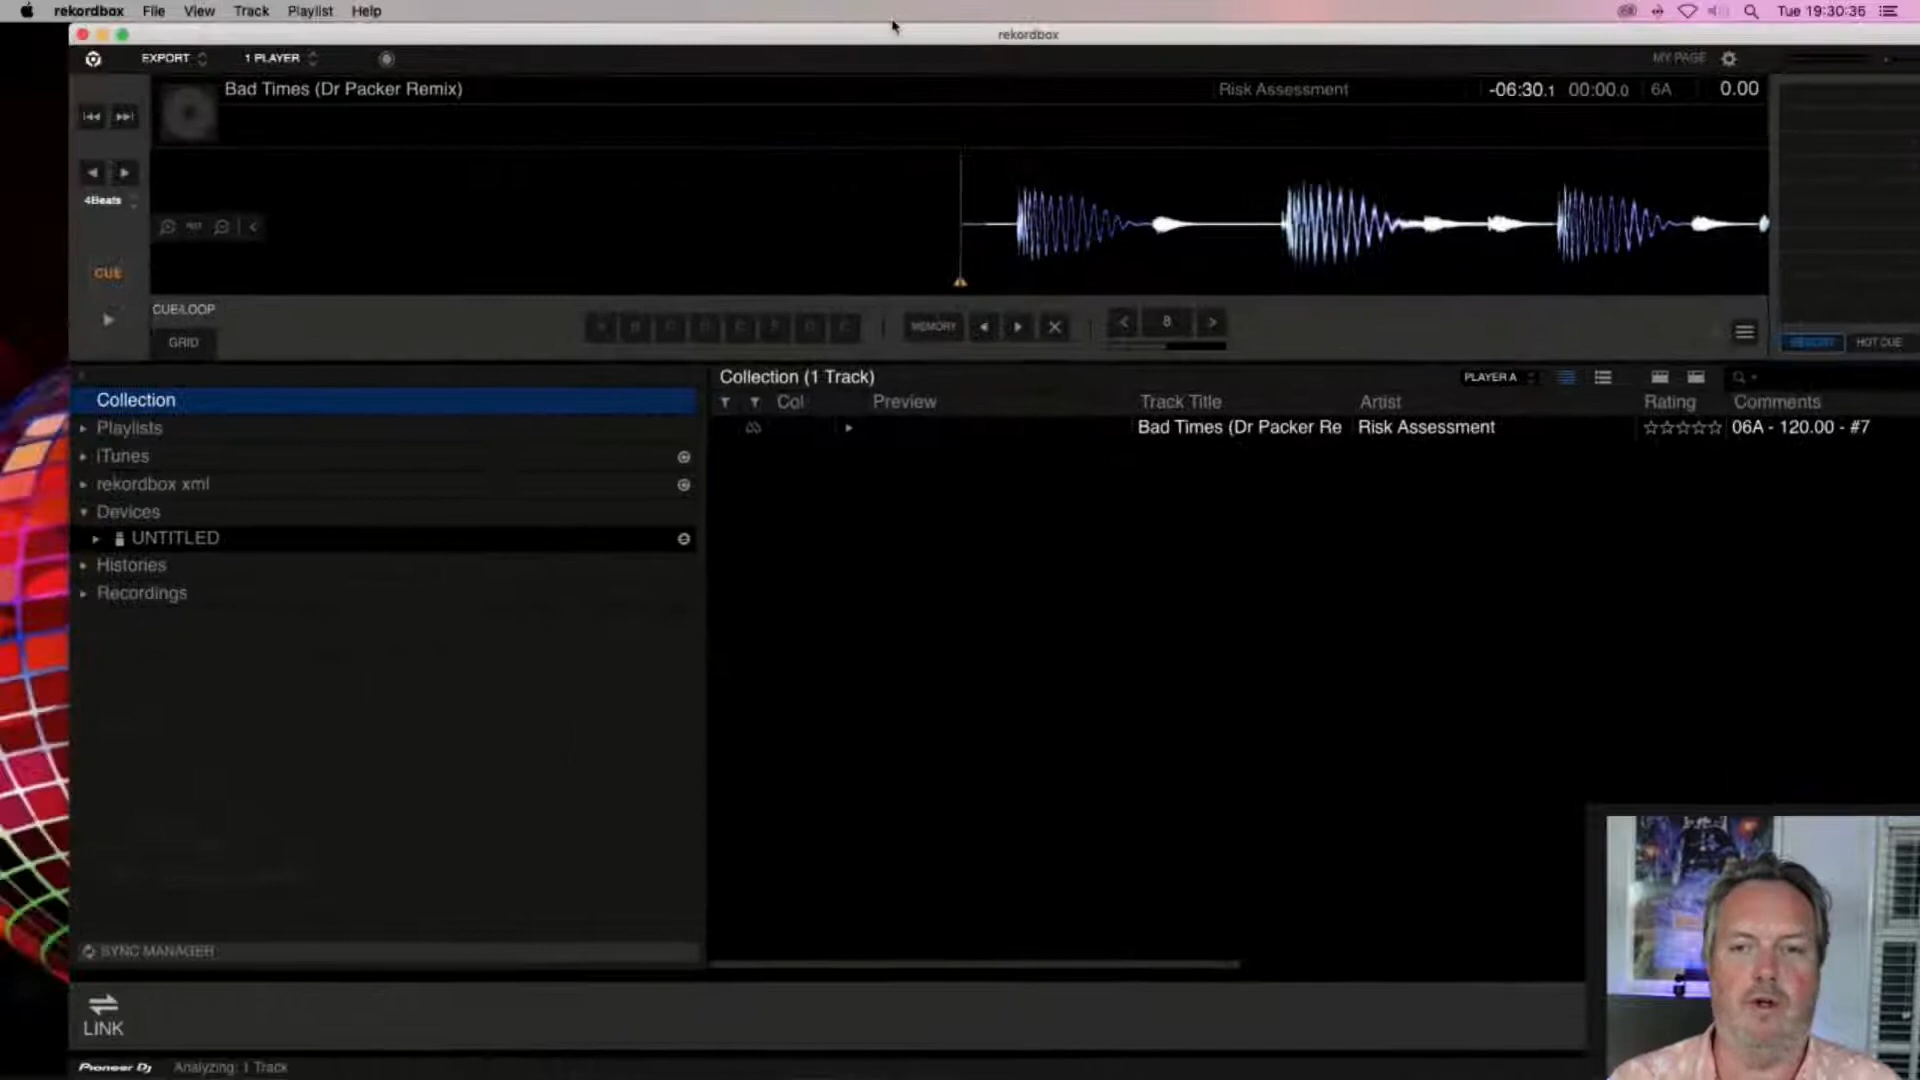 rekordbox File View Track Playlist Help Tue 19:30:35
rekordbox
EXPORT 1 PLAYER MY PAGE
Bad Times (Dr Packer Remix) Risk Assessment -06:30.1 00:00.0 6A 0.00
4Beats
CUE
CUE/LOOP
GRID
MEMORY 8
MEMORY HOT CUE
Collection
Playlists
iTunes
rekordbox xml
Devices
UNTITLED
Histories
Recordings
SYNC MANAGER
Collection (1 Track) PLAYER A
Col Preview Track Title Artist Rating Comments
Bad Times (Dr Packer Re Risk Assessment 06A - 120.00 - #7
LINK
Pioneer Dj Analyzing: 1 Track